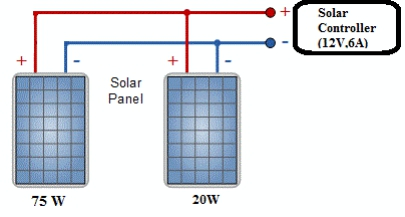 + Solar
Controller
- (12V,6A)
+ - + -
Solar
Panel
75 W 20W